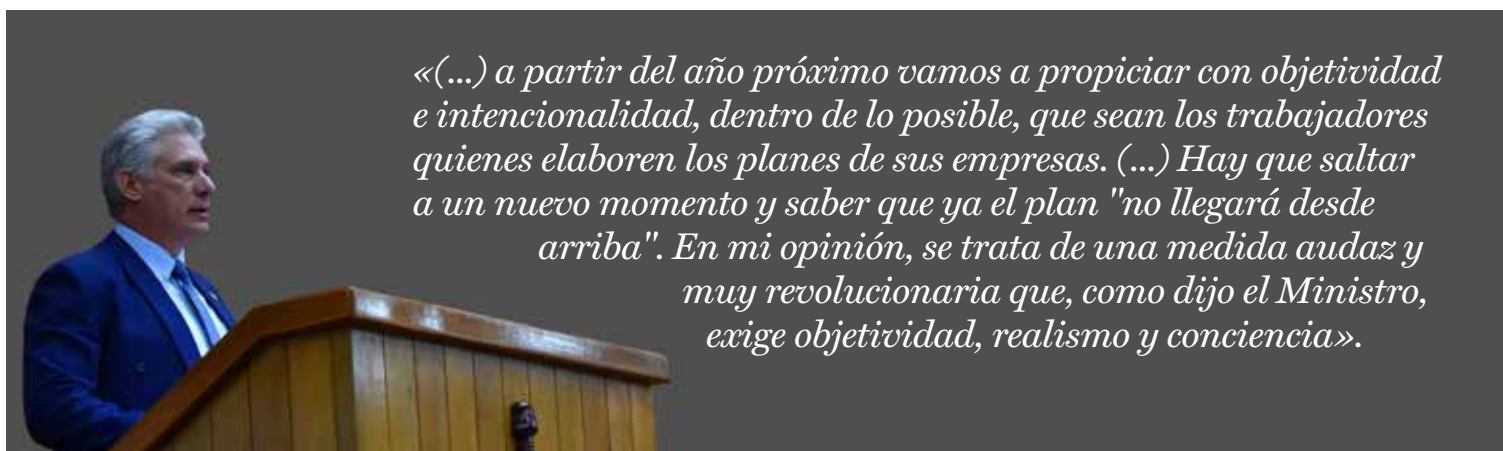 «(...) a partir del año próximo vamos a propiciar con objetividad
e intencionalidad, dentro de lo posible, que sean los trabajadores
quienes elaboren los planes de sus empresas. (...) Hay que saltar
a un nuevo momento y saber que ya el plan "no llegará desde
arriba". En mi opinión, se trata de una medida audaz y
muy revolucionaria que, como dijo el Ministro,
exige objetividad, realismo y conciencia».